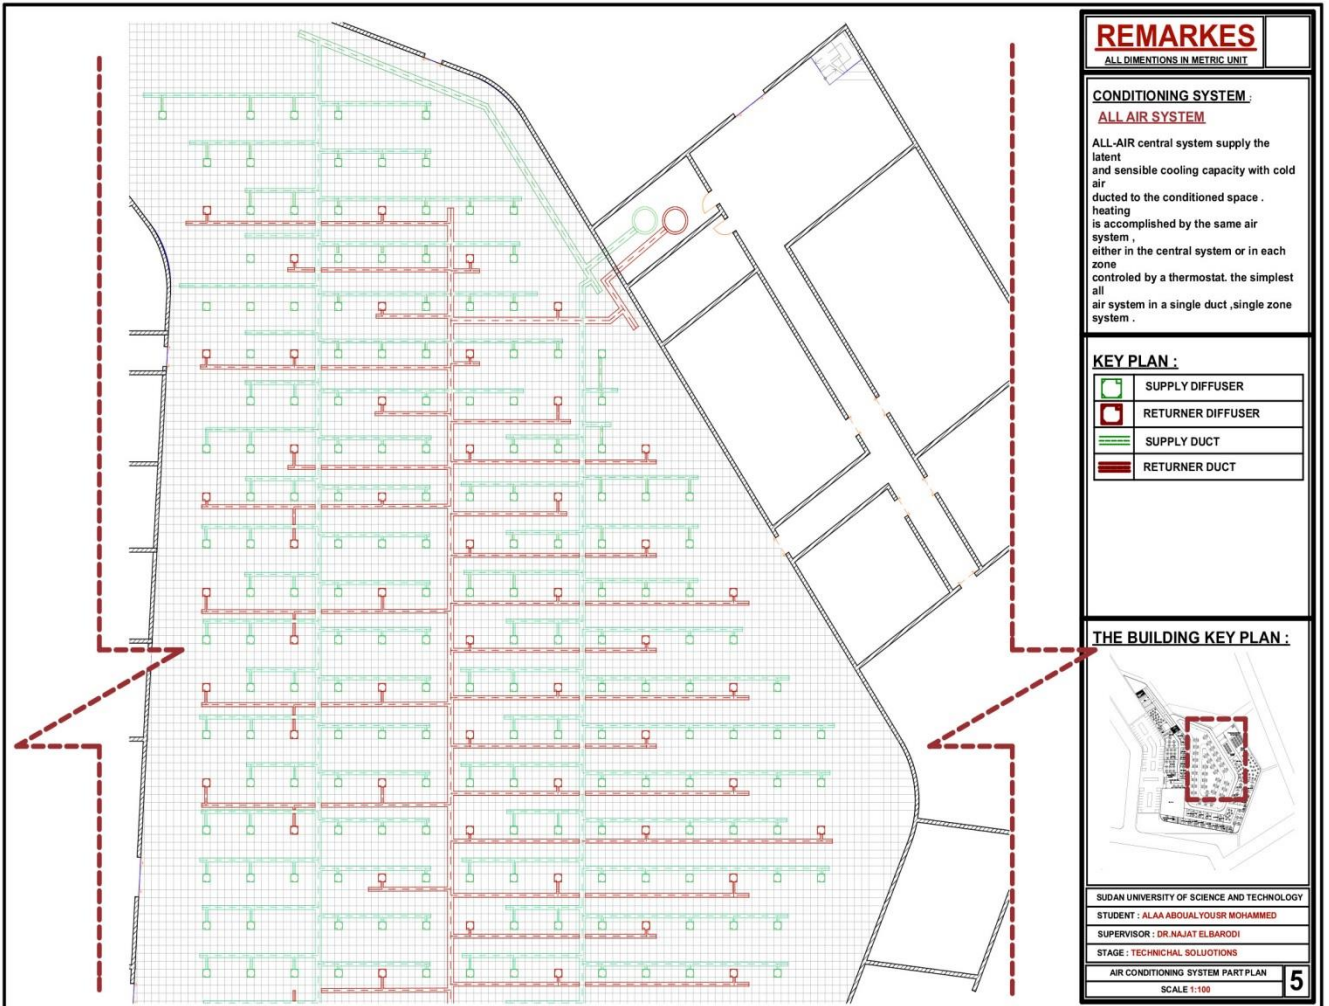 REMARKES
ALL DIMENTIONS IN METRIC UNIT
CONDITIONING SYSTEM :
ALL AIR SYSTEM
ALL-AIR central system supply the
latent
and sensible cooling capacity with cold
air
ducted to the conditioned space .
heating
is accomplished by the same air
system ,
either in the central system or in each
zone
controled by a thermostat. the simplest
all
air system in a single duct ,single zone
system .
KEY PLAN :
SUPPLY DIFFUSER
RETURNER DIFFUSER
SUPPLY DUCT
RETURNER DUCT
THE BUILDING KEY PLAN :
SUDAN UNIVERSITY OF SCIENCE AND TECHNOLOGY
STUDENT : ALAA ABOUALYOUSR MOHAMMED
SUPERVISOR : DR.NAJAT ELBARODI
STAGE : TECHNICHAL SOLUOTIONS
AIR CONDITIONING SYSTEM PART PLAN
SCALE 1:100
5